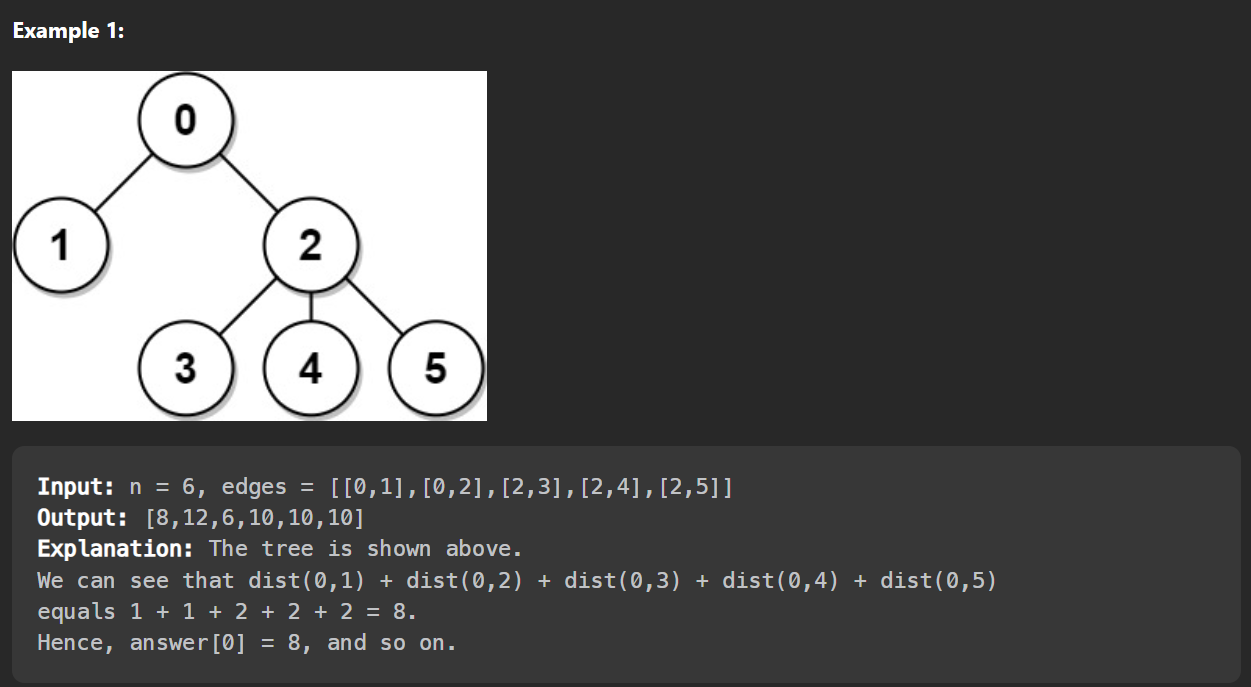 Example 1:
0
1
2
3
4
5
Input: n = 6, edges = [[0,1],[0,2],[2,3],[2,4],[2,5]]
Output: [8,12,6,10,10,10]
Explanation: The tree is shown above.
We can see that dist(0,1) + dist(0,2) + dist(0,3) + dist(0,4) + dist(0,5)
equals 1 + 1 + 2 + 2 + 2 = 8.
Hence, answer[0] = 8, and so on.